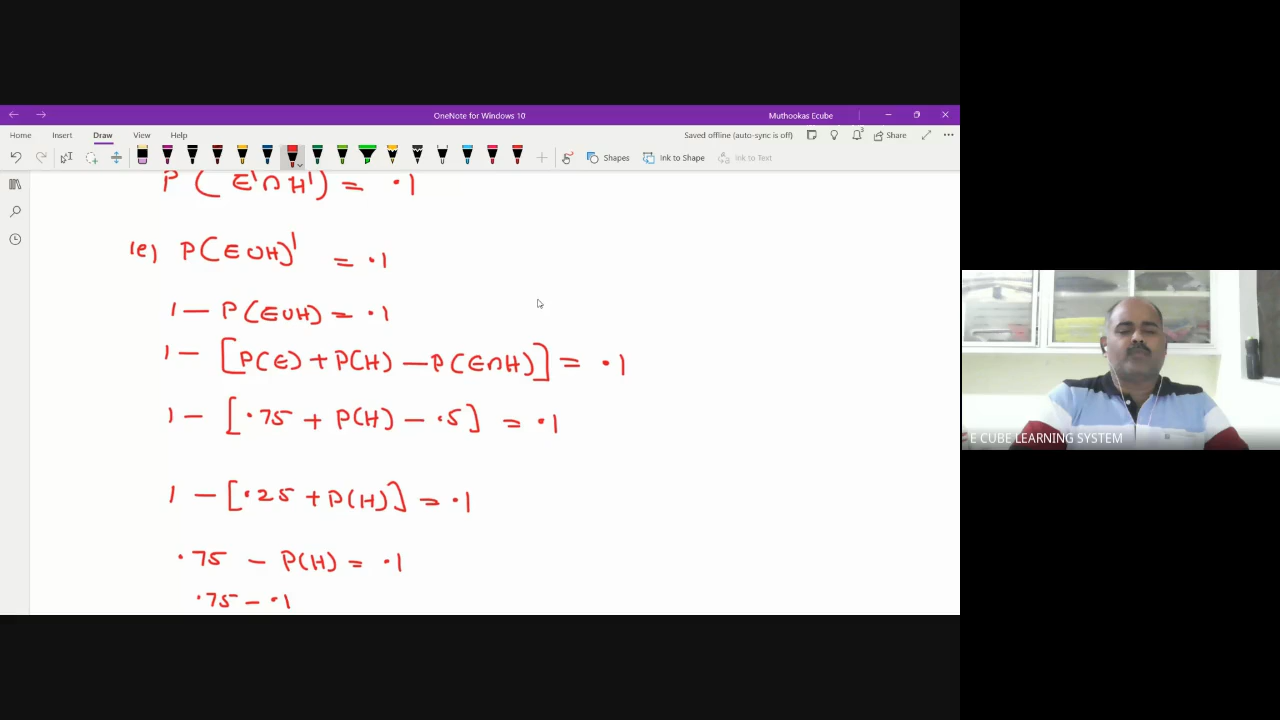 OneNote for Windows 10
Muthookas Ecube
Home Insert Draw View Help
Saved offline (auto-sync is off)
3
Share
Shapes
Ink to Shape
Ink to Text
P ( E'∩H') = .1
(e) P(E∪H)' = .1
1 − P(E∪H) = .1
1 − [P(E) + P(H) − P(E∩H)] = .1
1 − [.75 + P(H) − .5] = .1
1 − [.25 + P(H)] = .1
.75 − P(H) = .1
.75 − .1
E CUBE LEARNING SYSTEM